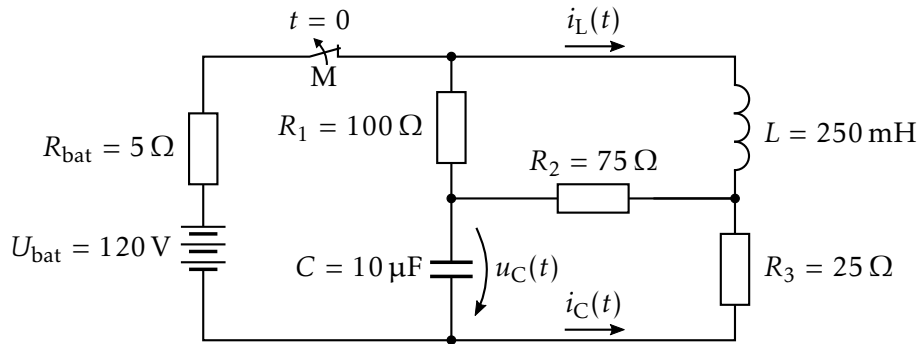 t = 0
i_L(t)
M
R_1 = 100 Ω
R_bat = 5 Ω
L = 250 mH
R_2 = 75 Ω
U_bat = 120 V
C = 10 µF
u_C(t)
R_3 = 25 Ω
i_C(t)